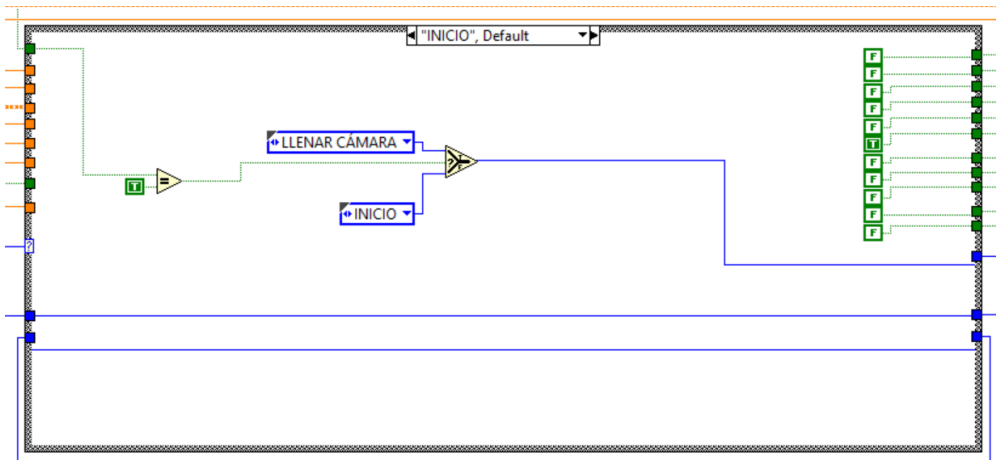 "INICIO", Default
F
F
F
F
F
T
F
F
F
F
F
LLENAR CÁMARA
?
T
=
INICIO
?